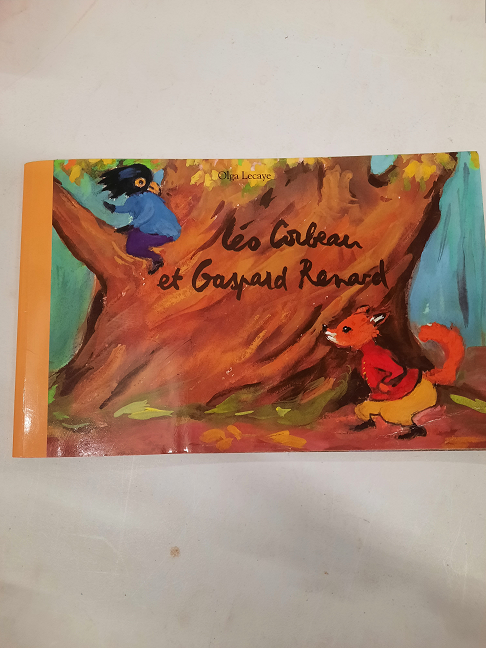 Olga Lecaye
Léo Corbeau
et Gaspard Renard